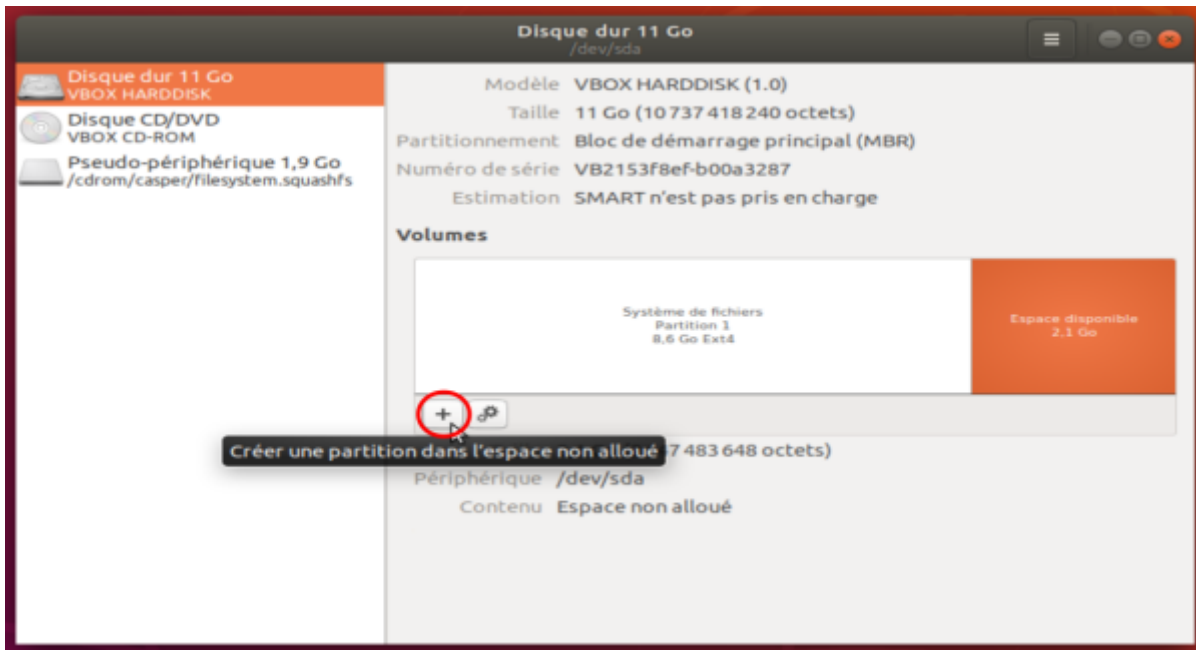 Disque dur 11 Go
/dev/sda
Disque dur 11 Go
VBOX HARDDISK
Disque CD/DVD
VBOX CD-ROM
Pseudo-périphérique 1,9 Go
/cdrom/casper/filesystem.squashfs
Modèle VBOX HARDDISK (1.0)
Taille 11 Go (10 737 418 240 octets)
Partitionnement Bloc de démarrage principal (MBR)
Numéro de série VB2153f8ef-b00a3287
Estimation SMART n'est pas pris en charge
Volumes
Système de fichiers
Partition 1
8,6 Go Ext4
Espace disponible
2,1 Go
Créer une partition dans l'espace non alloué
7 483 648 octets)
Périphérique /dev/sda
Contenu Espace non alloué